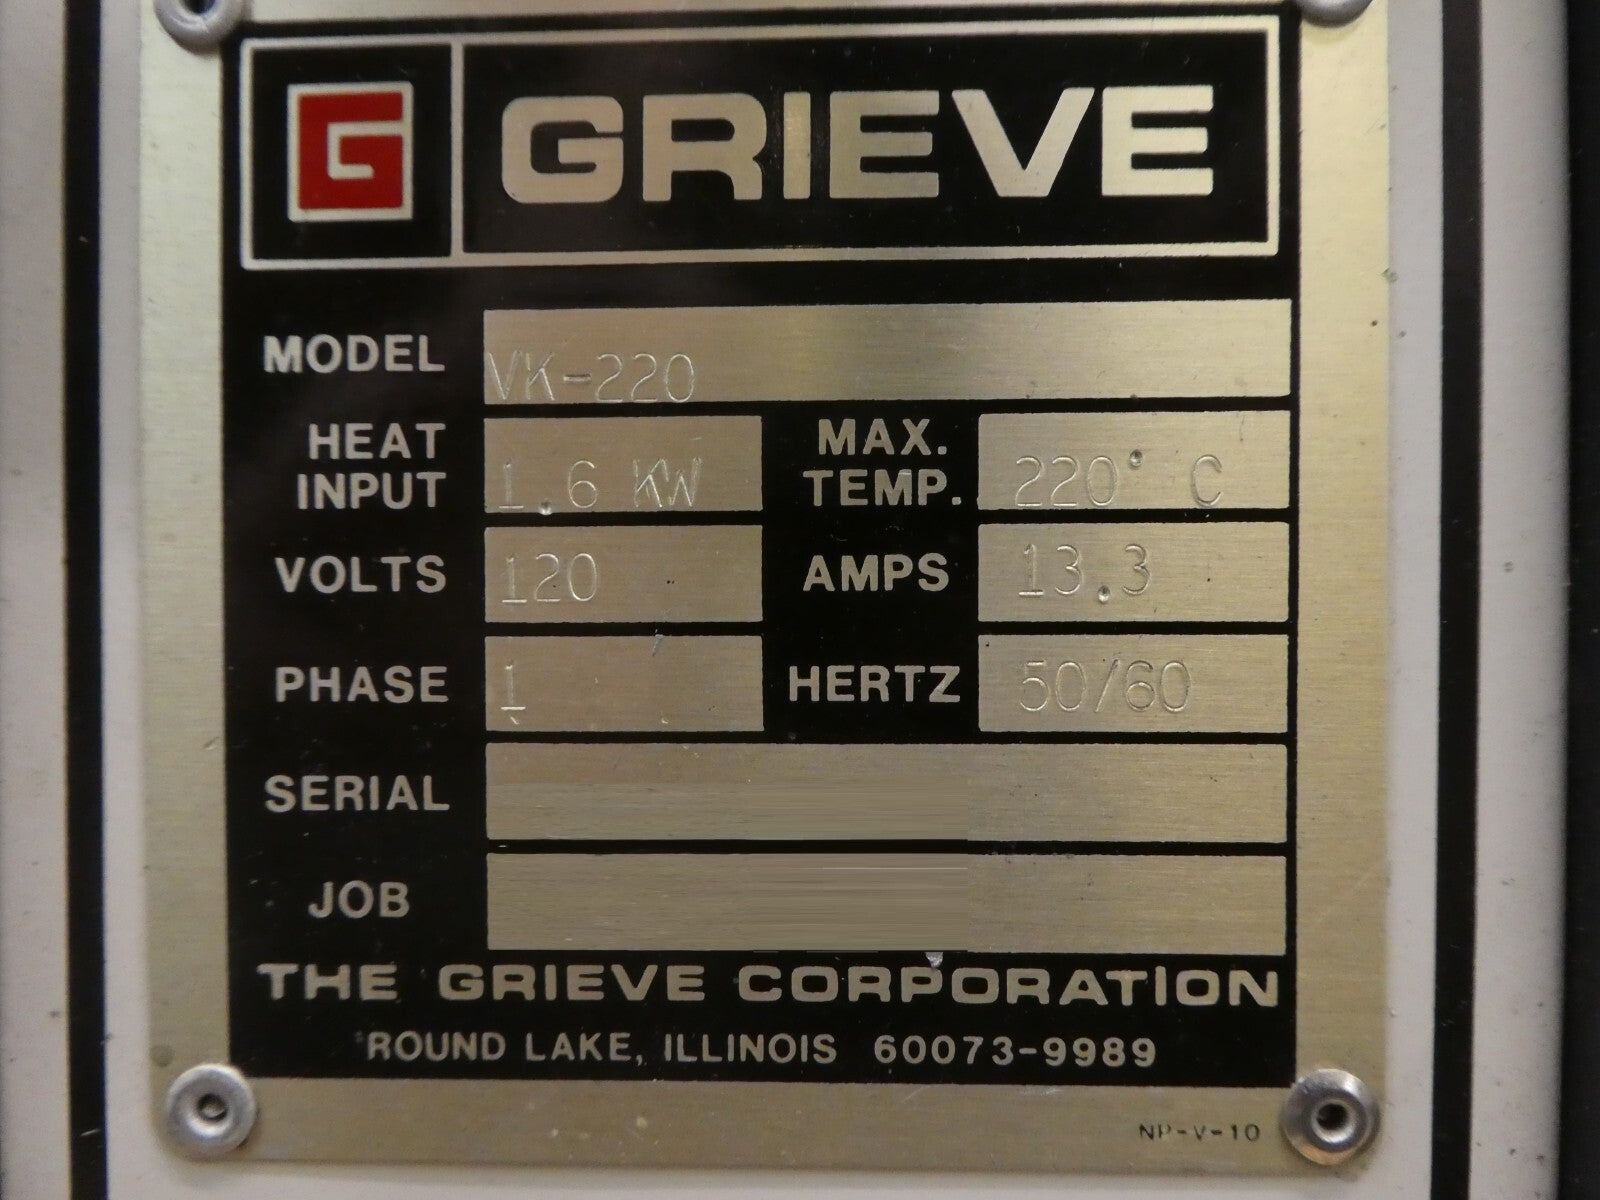 G GRIEVE
MODEL VK-220
HEAT INPUT 1.6 KW MAX. TEMP. 220° C
VOLTS 120 AMPS 13.3
PHASE 1 HERTZ 50/60
SERIAL
JOB
THE GRIEVE CORPORATION
ROUND LAKE, ILLINOIS 60073-9989
NP-V-10